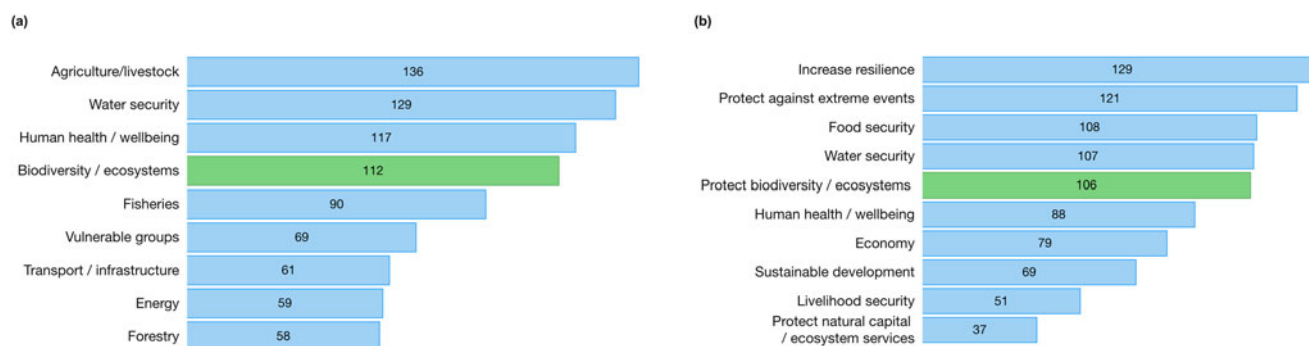 (a)
Agriculture/livestock 136
Water security 129
Human health / wellbeing 117
Biodiversity / ecosystems 112
Fisheries 90
Vulnerable groups 69
Transport / infrastructure 61
Energy 59
Forestry 58
(b)
Increase resilience 129
Protect against extreme events 121
Food security 108
Water security 107
Protect biodiversity / ecosystems 106
Human health / wellbeing 88
Economy 79
Sustainable development 69
Livelihood security 51
Protect natural capital
/ ecosystem services 37